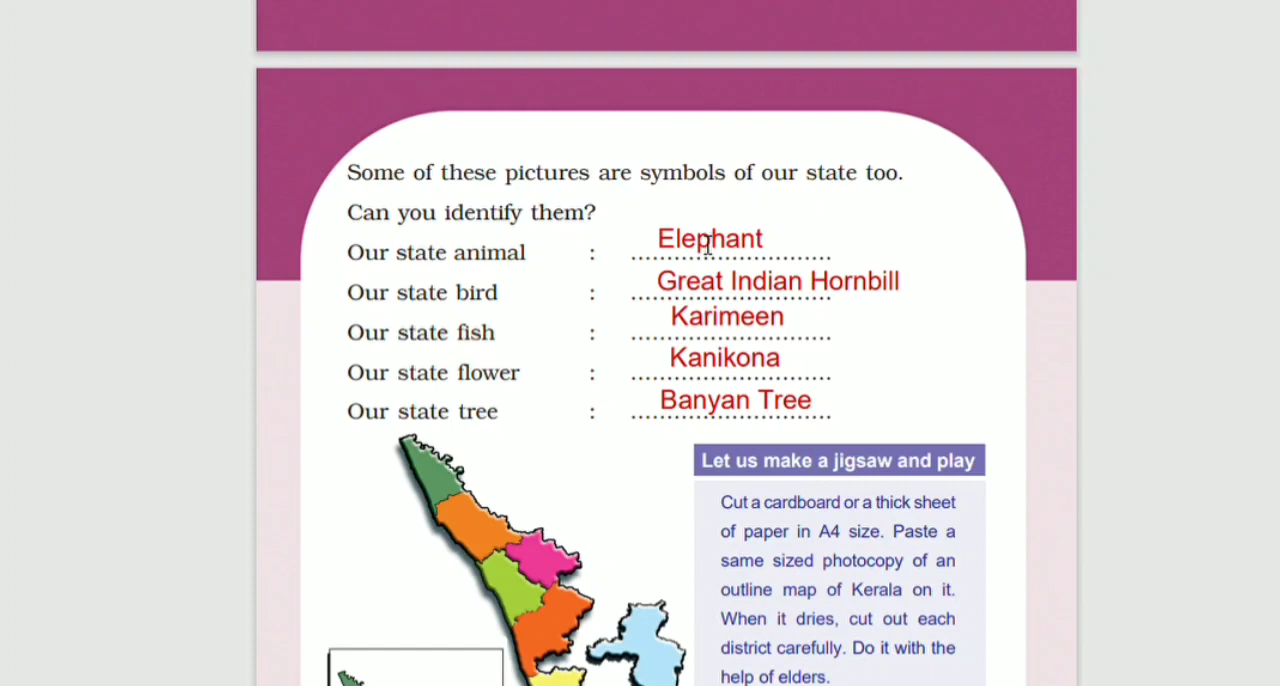 Some of these pictures are symbols of our state too.
Can you identify them?
Our state animal : Elephant
Our state bird : Great Indian Hornbill
Our state fish : Karimeen
Our state flower : Kanikona
Our state tree : Banyan Tree
Let us make a jigsaw and play
Cut a cardboard or a thick sheet
of paper in A4 size. Paste a
same sized photocopy of an
outline map of Kerala on it.
When it dries, cut out each
district carefully. Do it with the
help of elders.